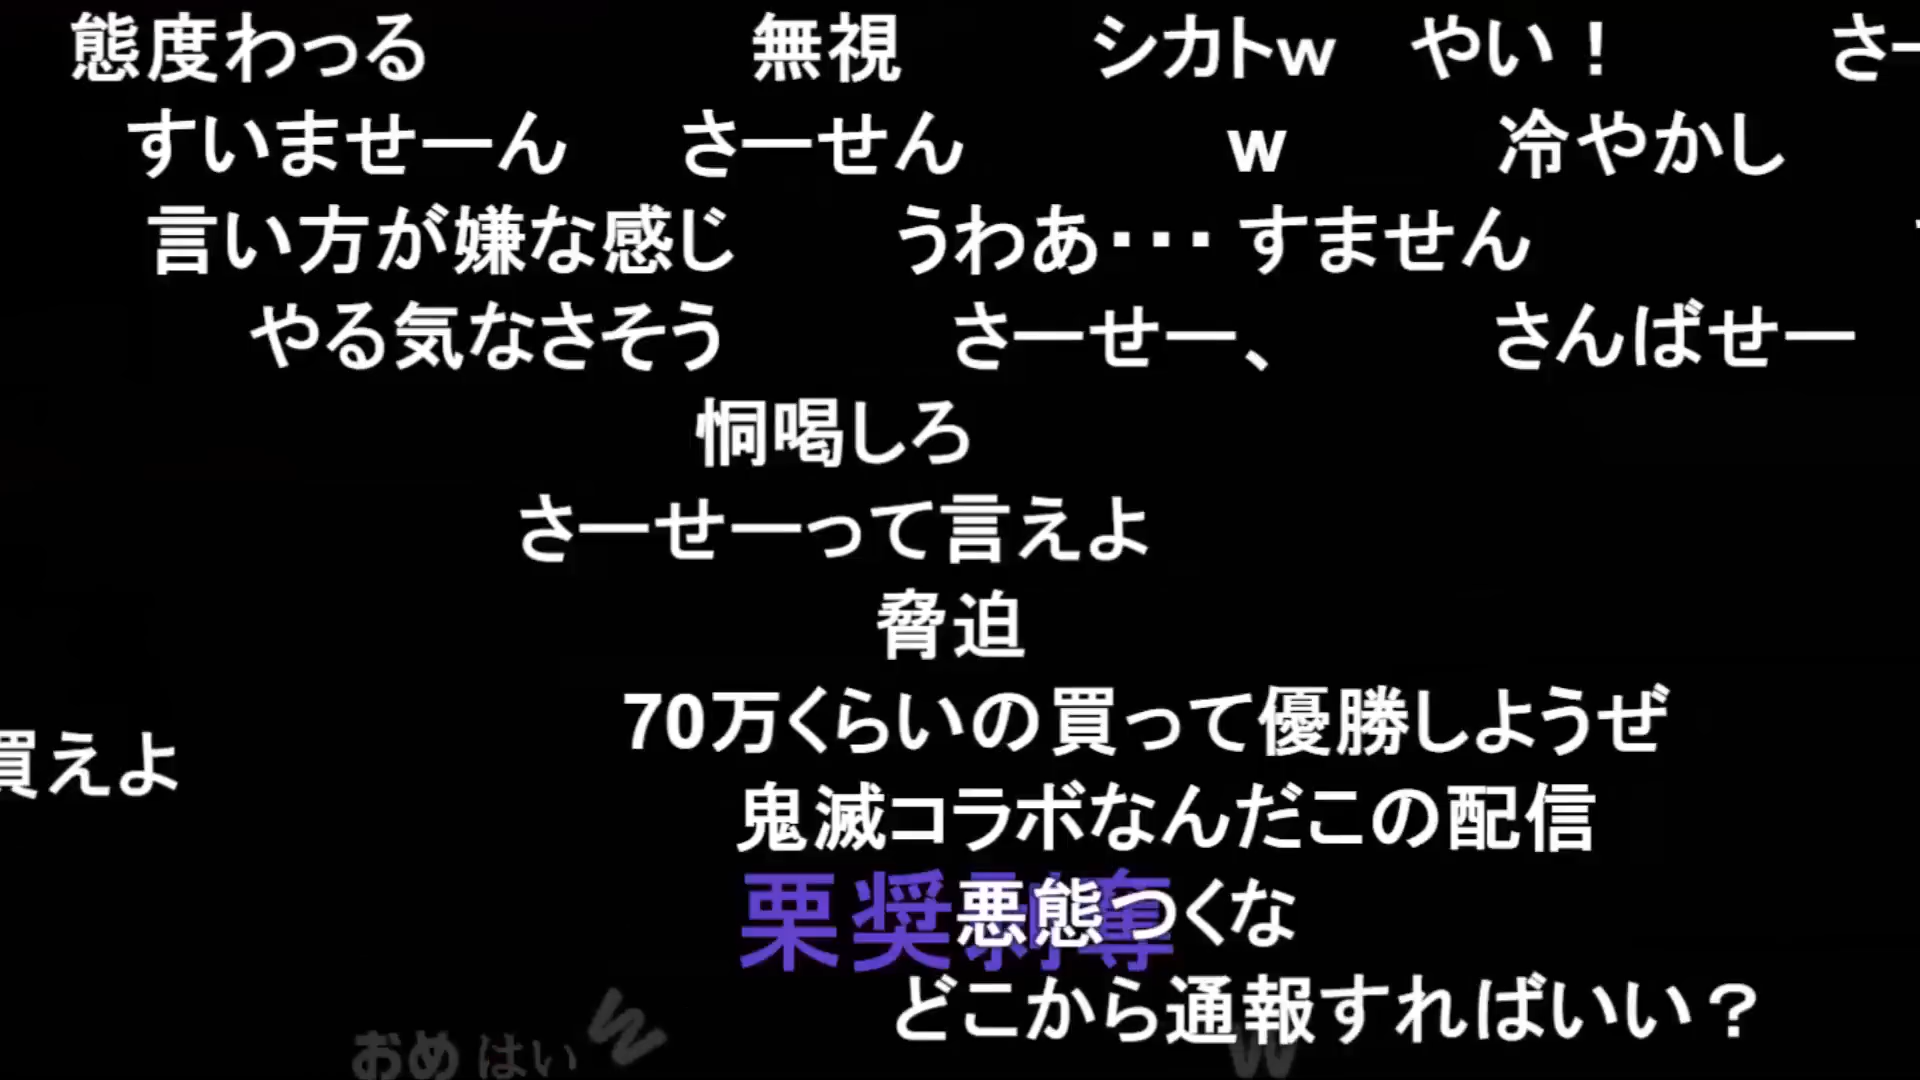 態度わっる 無視 シカトw やい！ さー
すいませーん さーせん w 冷やかし
言い方が嫌な感じ うわあ・・・ すません
やる気なさそう さーせー、 さんばせー
恫喝しろ
さーせーって言えよ
脅迫
70万くらいの買って優勝しようぜ
買えよ
鬼滅コラボなんだこの配信
栗奨剥奪
悪態つくな
どこから通報すればいい？
おめ はい w w